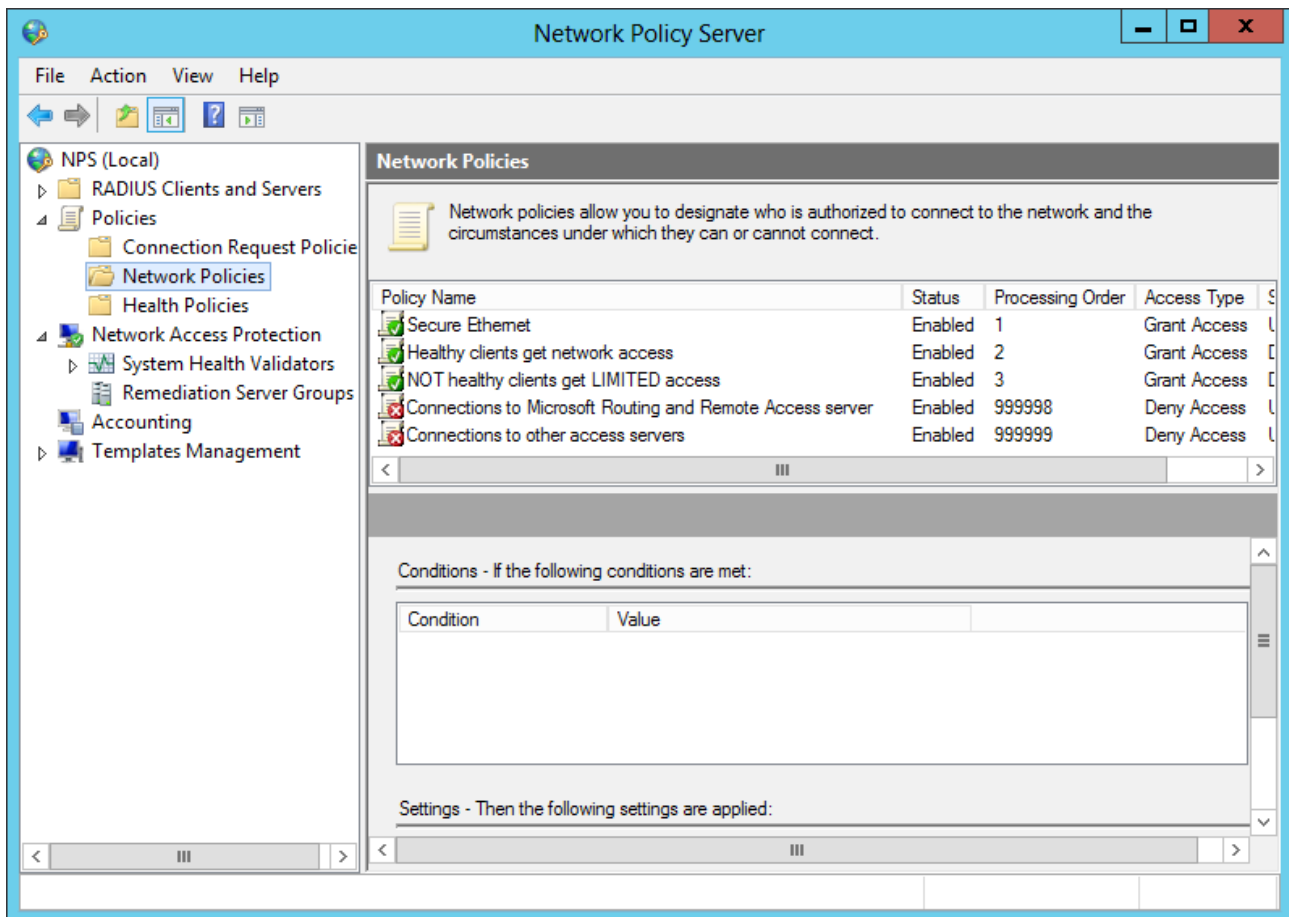 Network Policy Server
File Action View Help
NPS (Local)
RADIUS Clients and Servers
Policies
Connection Request Policie
Network Policies
Health Policies
Network Access Protection
System Health Validators
Remediation Server Groups
Accounting
Templates Management
Network Policies
Network policies allow you to designate who is authorized to connect to the network and the
circumstances under which they can or cannot connect.
Policy Name Status Processing Order Access Type S
Secure Ethernet Enabled 1 Grant Access U
Healthy clients get network access Enabled 2 Grant Access
NOT healthy clients get LIMITED access Enabled 3 Grant Access
Connections to Microsoft Routing and Remote Access server Enabled 999998 Deny Access U
Connections to other access servers Enabled 999999 Deny Access U
Conditions - If the following conditions are met:
Condition Value
Settings - Then the following settings are applied: